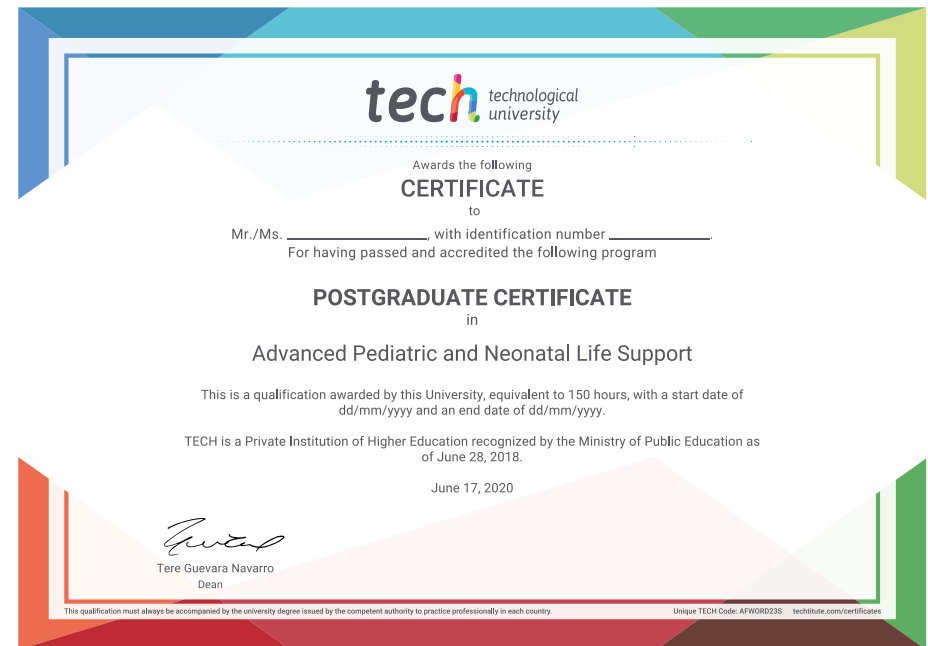 tech technological
university
Awards the following
CERTIFICATE
to
Mr./Ms. ____________________, with identification number ______________.
For having passed and accredited the following program
POSTGRADUATE CERTIFICATE
in
Advanced Pediatric and Neonatal Life Support
This is a qualification awarded by this University, equivalent to 150 hours, with a start date of
dd/mm/yyyy and an end date of dd/mm/yyyy.
TECH is a Private Institution of Higher Education recognized by the Ministry of Public Education as
of June 28, 2018.
June 17, 2020
Tere Guevara Navarro
Dean
This qualification must always be accompanied by the university degree issued by the competent authority to practice professionally in each country.
Unique TECH Code: AFWORD23S techtitute.com/certificates